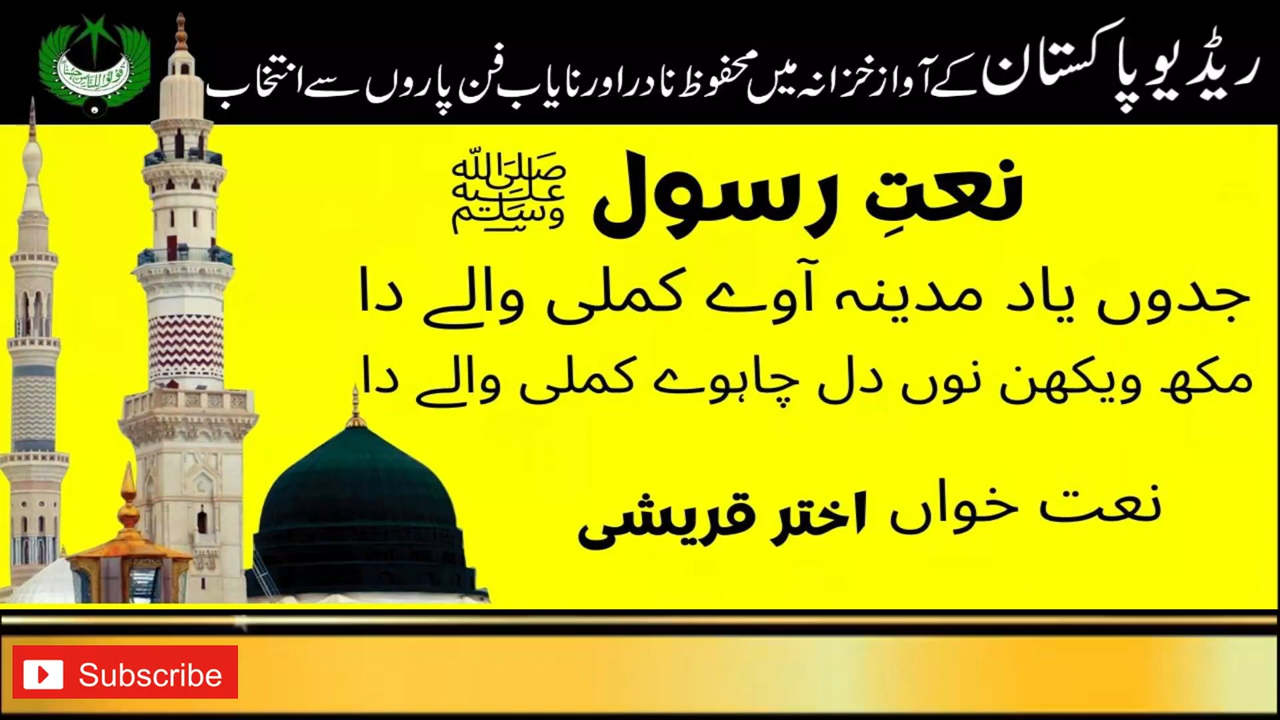 ریڈیو پاکستان کے آواز خزانہ میں محفوظ نادر اور نایاب فن پاروں سے انتخاب
نعتِ رسول ﷺ
جدوں یاد مدینہ آوے کملی والے دا
مکھ ویکھن نوں دل چاہوے کملی والے دا
نعت خواں اختر قریشی
Subscribe